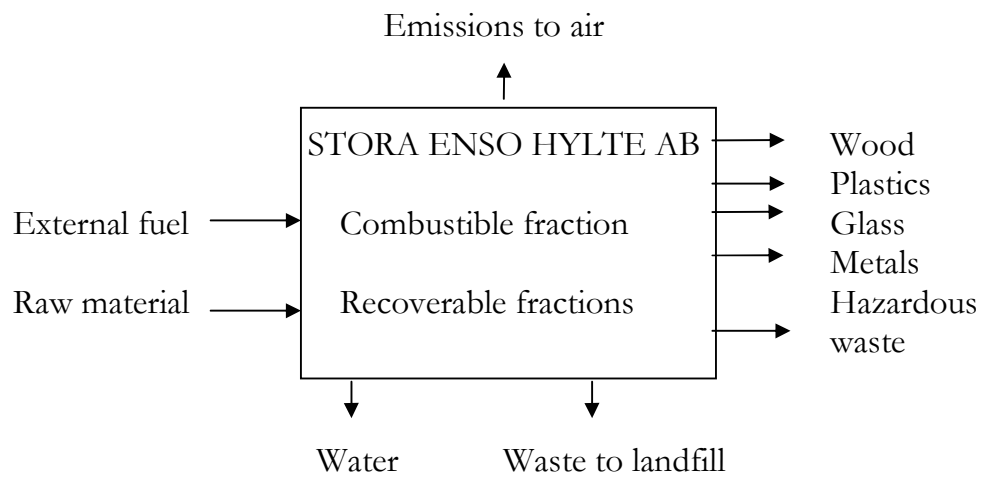 Emissions to air
STORA ENSO HYLTE AB
External fuel
Raw material
Combustible fraction
Recoverable fractions
Wood
Plastics
Glass
Metals
Hazardous
waste
Water
Waste to landfill